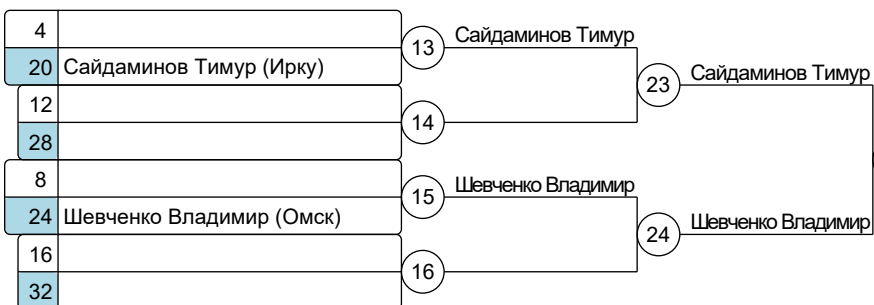 4
13 Сайдаминов Тимур
20 Сайдаминов Тимур (Ирку)
23 Сайдаминов Тимур
12
14
28
8
15 Шевченко Владимир
24 Шевченко Владимир (Омск)
24 Шевченко Владимир
16
16
32